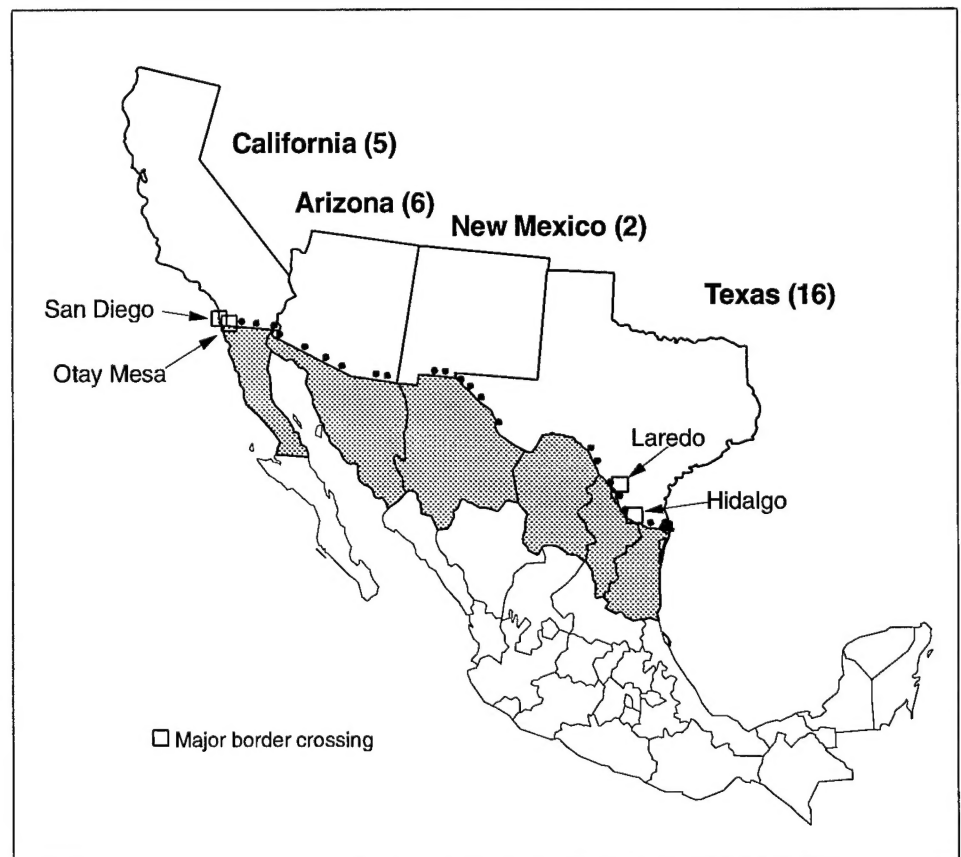 California (5)
Arizona (6)
New Mexico (2)
Texas (16)
San Diego
Otay Mesa
Laredo
Hidalgo
Major border crossing